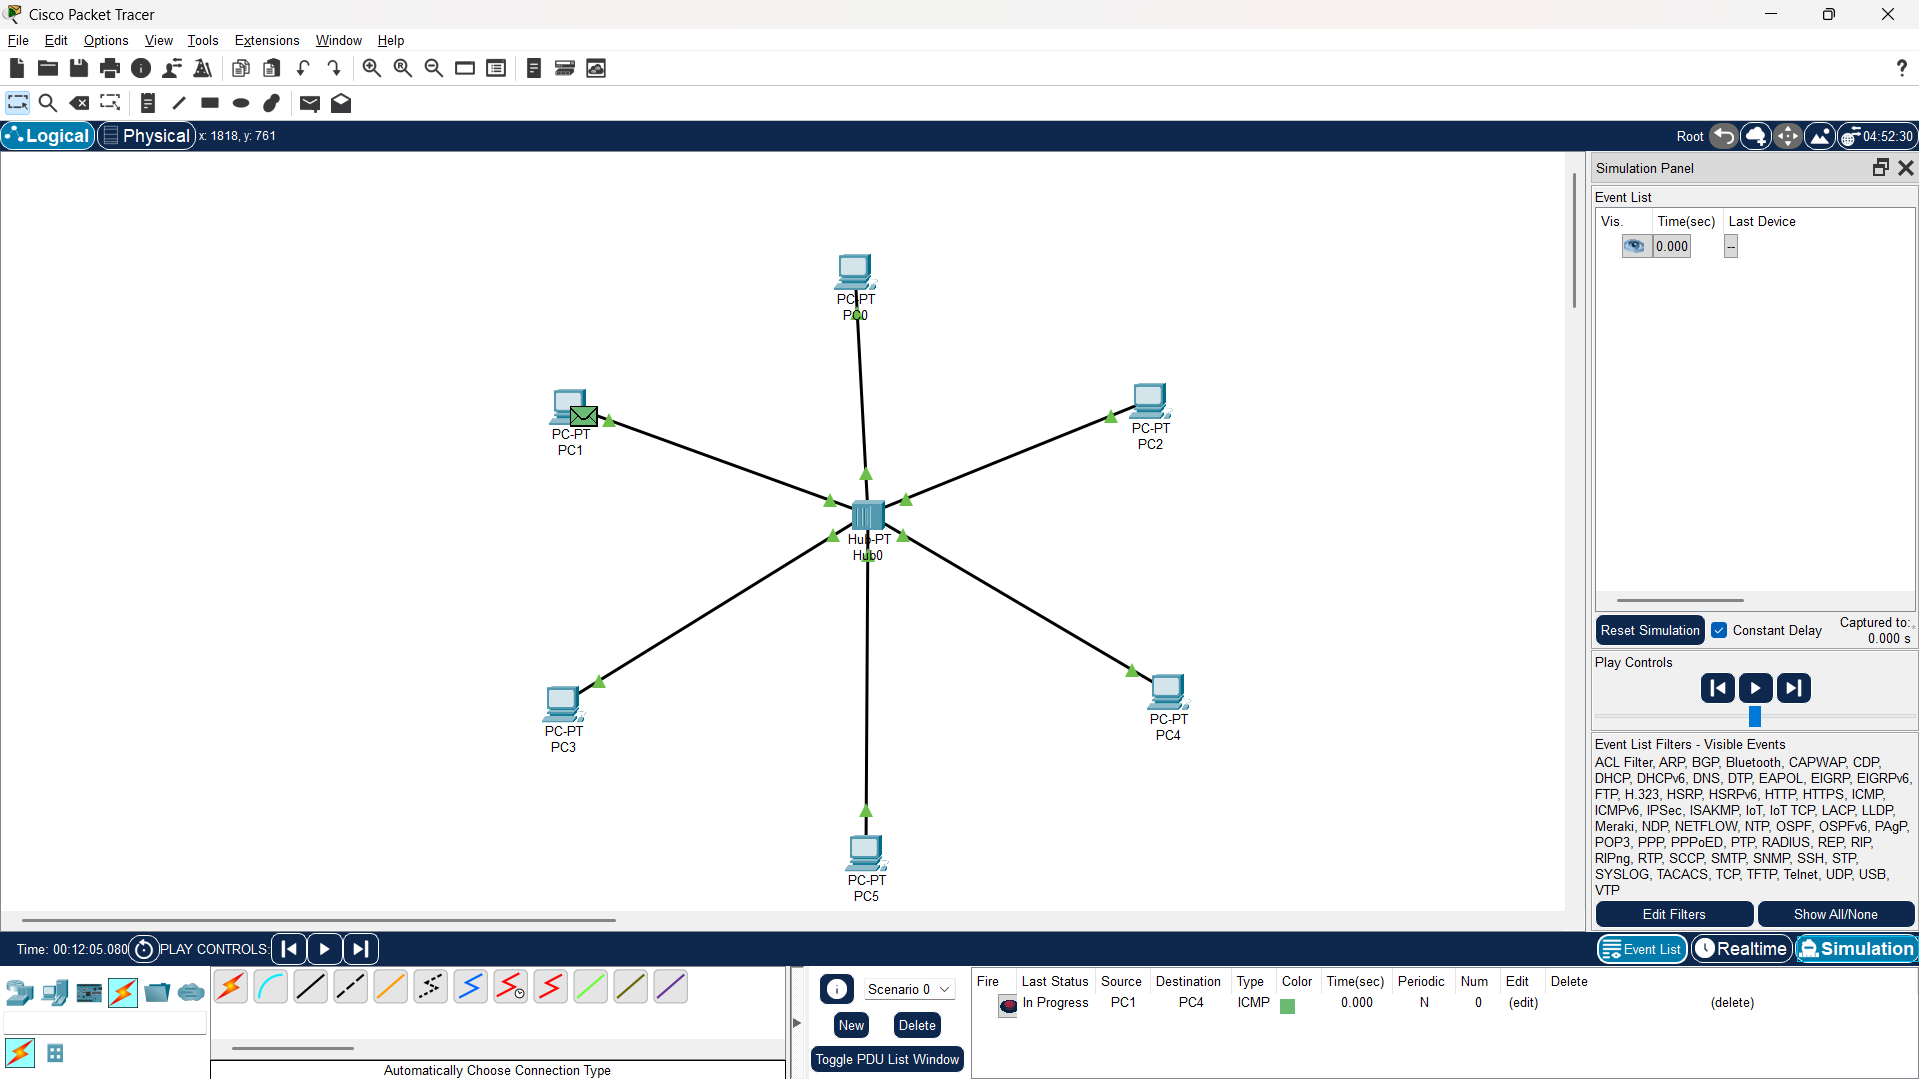 Cisco Packet Tracer
File Edit Options View Tools Extensions Window Help
?
Logical Physical x: 1818, y: 761
Root 04:52:30
Simulation Panel
Event List
Vis. Time(sec) Last Device
0.000 --
PC-PT
PC0
PC-PT
PC1
PC-PT
PC2
Hub-PT
Hub0
PC-PT
PC3
PC-PT
PC4
PC-PT
PC5
Reset Simulation Constant Delay Captured to:
0.000 s
Play Controls
Event List Filters - Visible Events
ACL Filter, ARP, BGP, Bluetooth, CAPWAP, CDP,
DHCP, DHCPv6, DNS, DTP, EAPOL, EIGRP, EIGRPv6,
FTP, H.323, HSRP, HSRPv6, HTTP, HTTPS, ICMP,
ICMPv6, IPSec, ISAKMP, IoT, IoT TCP, LACP, LLDP,
Meraki, NDP, NETFLOW, NTP, OSPF, OSPFv6, PAgP,
POP3, PPP, PPPoED, PTP, RADIUS, REP, RIP,
RIPng, RTP, SCCP, SMTP, SNMP, SSH, STP,
SYSLOG, TACACS, TCP, TFTP, Telnet, UDP, USB,
VTP
Edit Filters Show All/None
Time: 00:12:05.080 PLAY CONTROLS:
Event List Realtime Simulation
Scenario 0
New Delete
Toggle PDU List Window
Fire Last Status Source Destination Type Color Time(sec) Periodic Num Edit Delete
In Progress PC1 PC4 ICMP 0.000 N 0 (edit) (delete)
Automatically Choose Connection Type